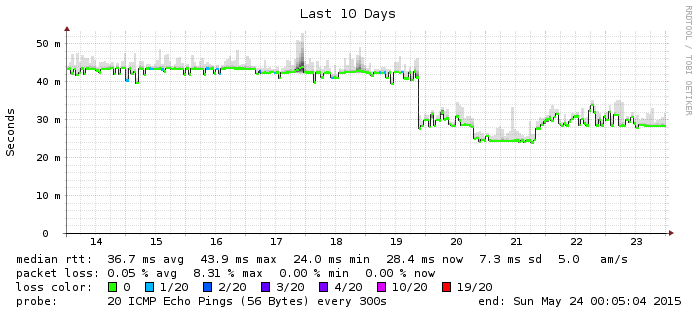 Last 10 Days
RRDTOOL / TOBI OETIKER
Seconds
50 m
40 m
30 m
20 m
10 m
0
14 15 16 17 18 19 20 21 22 23
median rtt: 36.7 ms avg 43.9 ms max 24.0 ms min 28.4 ms now 7.3 ms sd 5.0 am/s
packet loss: 0.05 % avg 8.31 % max 0.00 % min 0.00 % now
loss color: 0 1/20 2/20 3/20 4/20 10/20 19/20
probe: 20 ICMP Echo Pings (56 Bytes) every 300s end: Sun May 24 00:05:04 2015